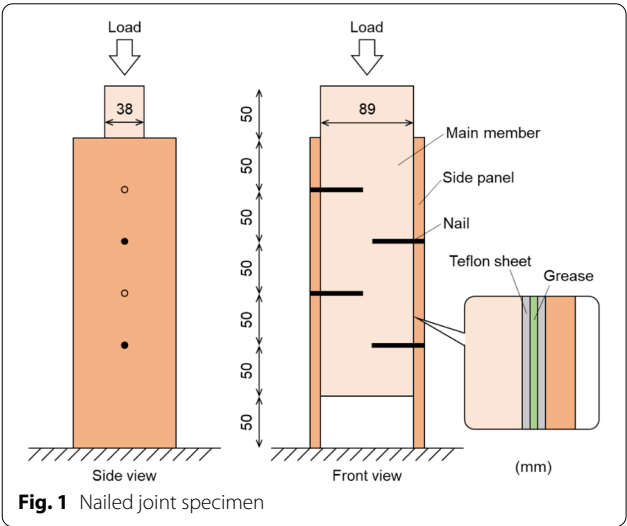 Load
Load
38
89
50
50
50
50
50
50
50
Main member
Side panel
Nail
Teflon sheet
Grease
Side view
Front view
(mm)
Fig. 1 Nailed joint specimen